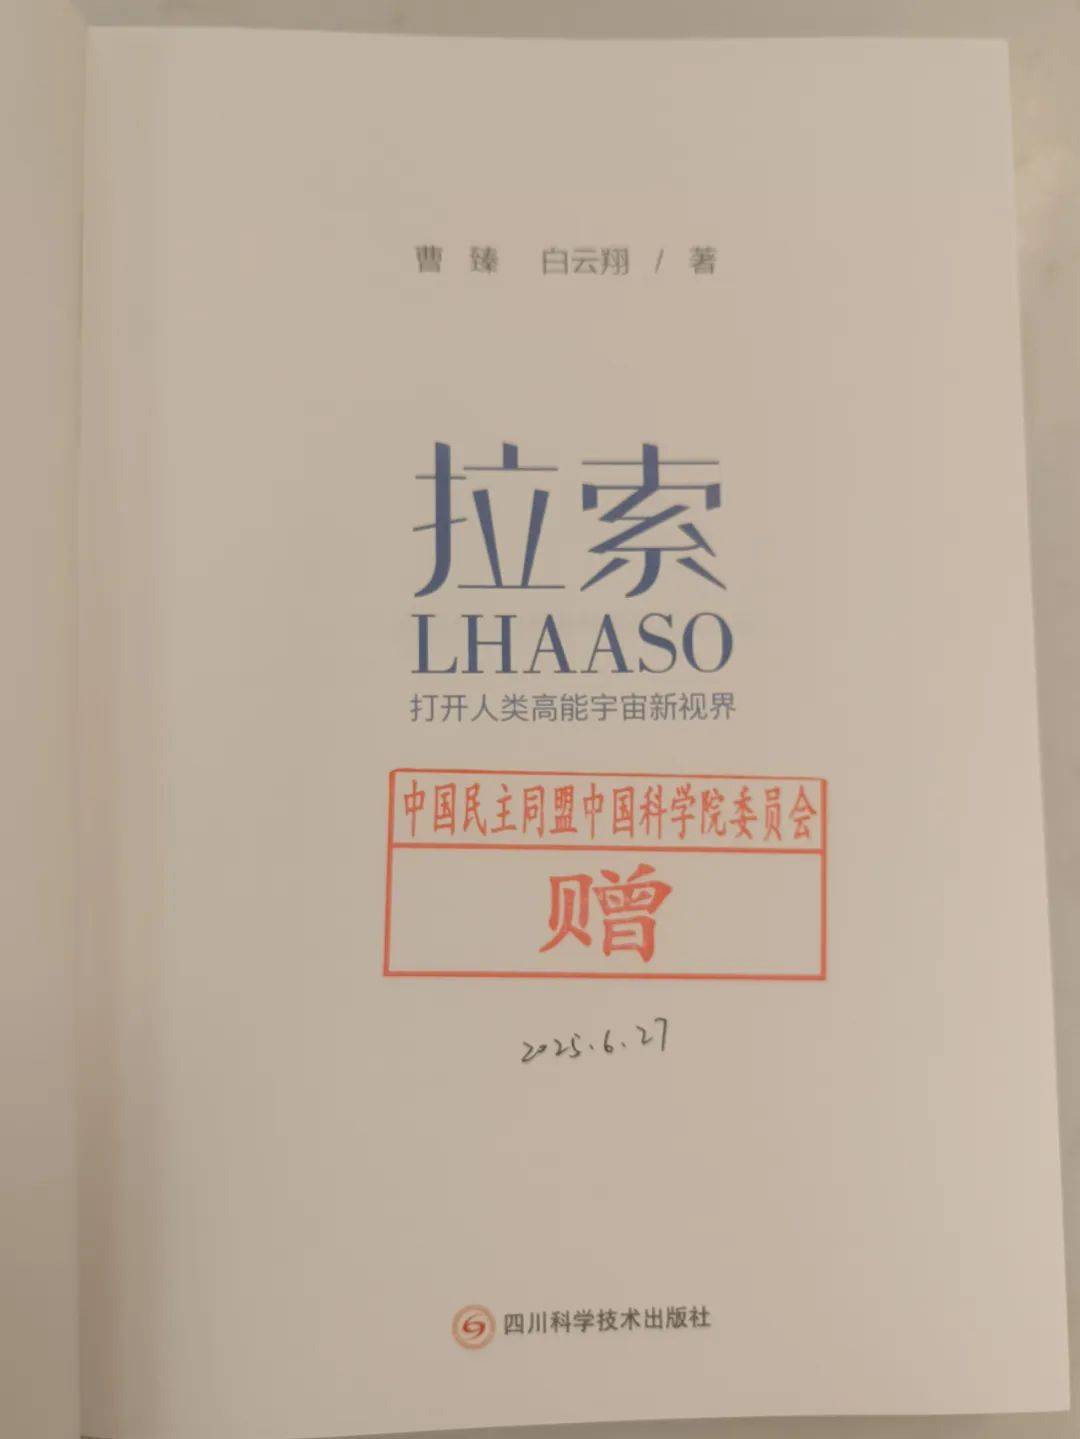 曹 臻 白云翔 / 著
拉索
LHAASO
打开人类高能宇宙新视界
中国民主同盟中国科学院委员会
赠
2025.6.27
四川科学技术出版社